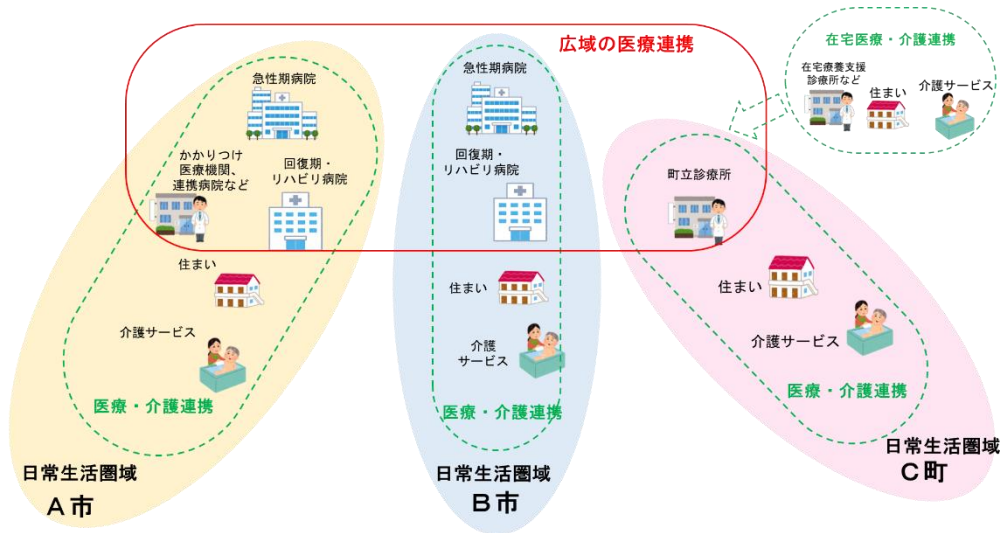 広域の医療連携
急性期病院
かかりつけ
医療機関、
連携病院など
回復期・
リハビリ病院
住まい
介護サービス
医療・介護連携
日常生活圏域
A市
急性期病院
回復期・
リハビリ病院
住まい
介護
サービス
医療・介護連携
日常生活圏域
B市
在宅医療・介護連携
在宅療養支援
診療所など
住まい
介護サービス
町立診療所
住まい
介護サービス
医療・介護連携
日常生活圏域
C町